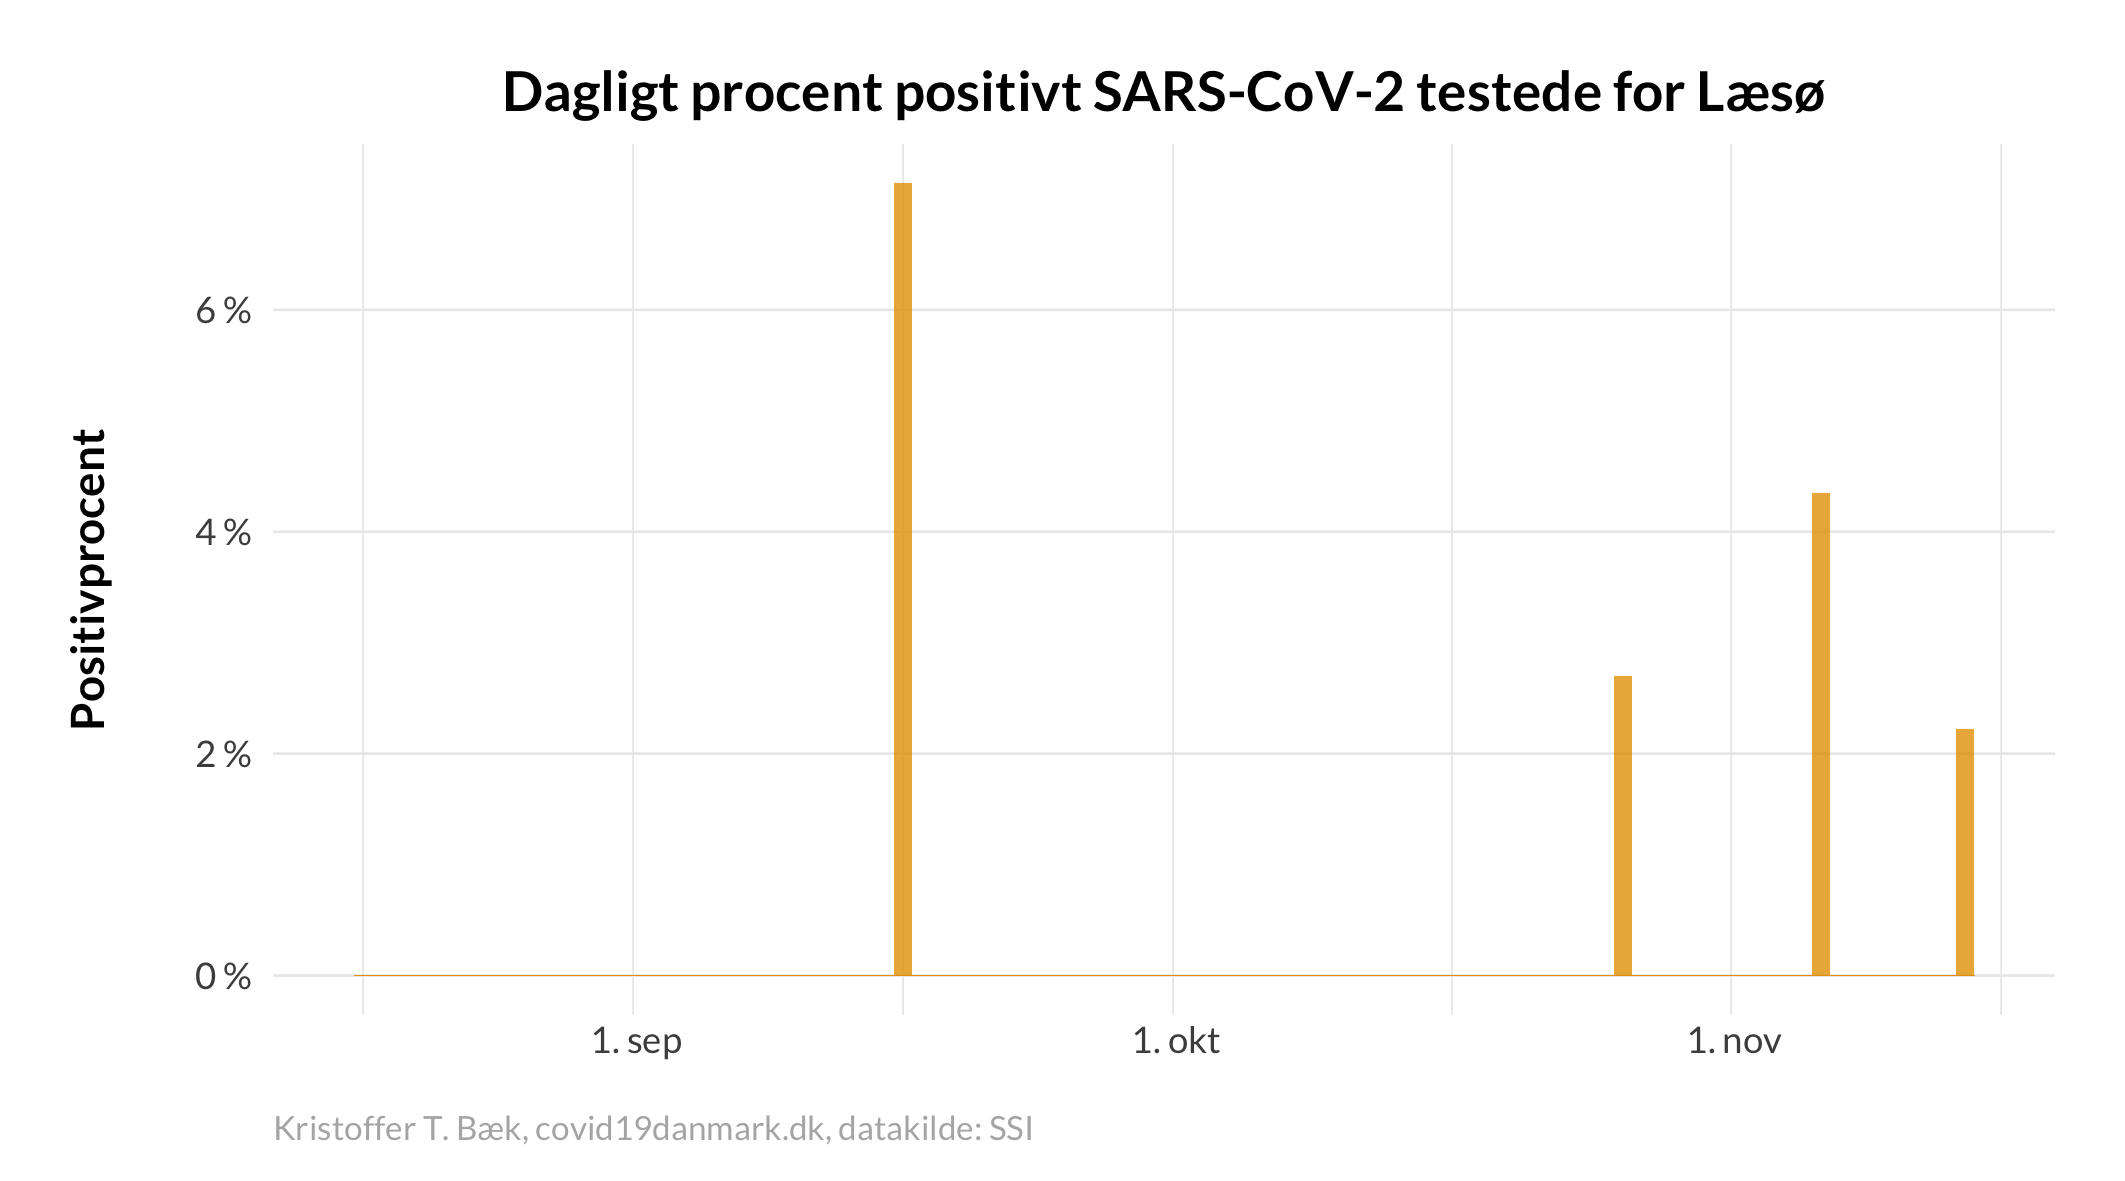 Dagligt procent positivt SARS-CoV-2 testede for Læsø
Positivprocent
6 %
4 %
2 %
0 %
1. sep
1. okt
1. nov
Kristoffer T. Bæk, covid19danmark.dk, datakilde: SSI